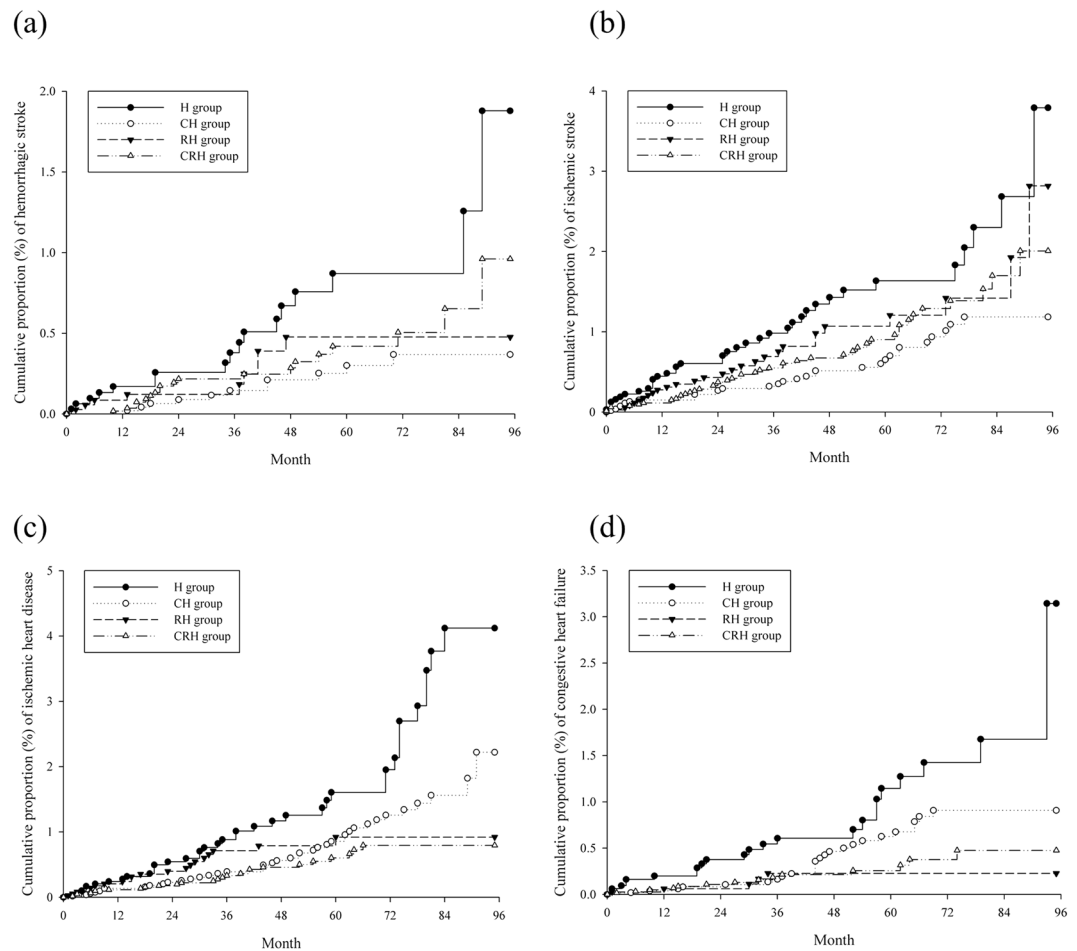 (a)
Cumulative proportion (%) of hemorrhagic stroke
2.0
1.5
1.0
0.5
0.0
H group
CH group
RH group
CRH group
0 12 24 36 48 60 72 84 96
Month
(b)
Cumulative proportion (%) of ischemic stroke
4
3
2
1
0
H group
CH group
RH group
CRH group
0 12 24 36 48 60 72 84 96
Month
(c)
Cumulative proportion (%) of ischemic heart disease
5
4
3
2
1
0
H group
CH group
RH group
CRH group
0 12 24 36 48 60 72 84 96
Month
(d)
Cumulative proportion (%) of congestive heart failure
3.5
3.0
2.5
2.0
1.5
1.0
0.5
0.0
H group
CH group
RH group
CRH group
0 12 24 36 48 60 72 84 96
Month